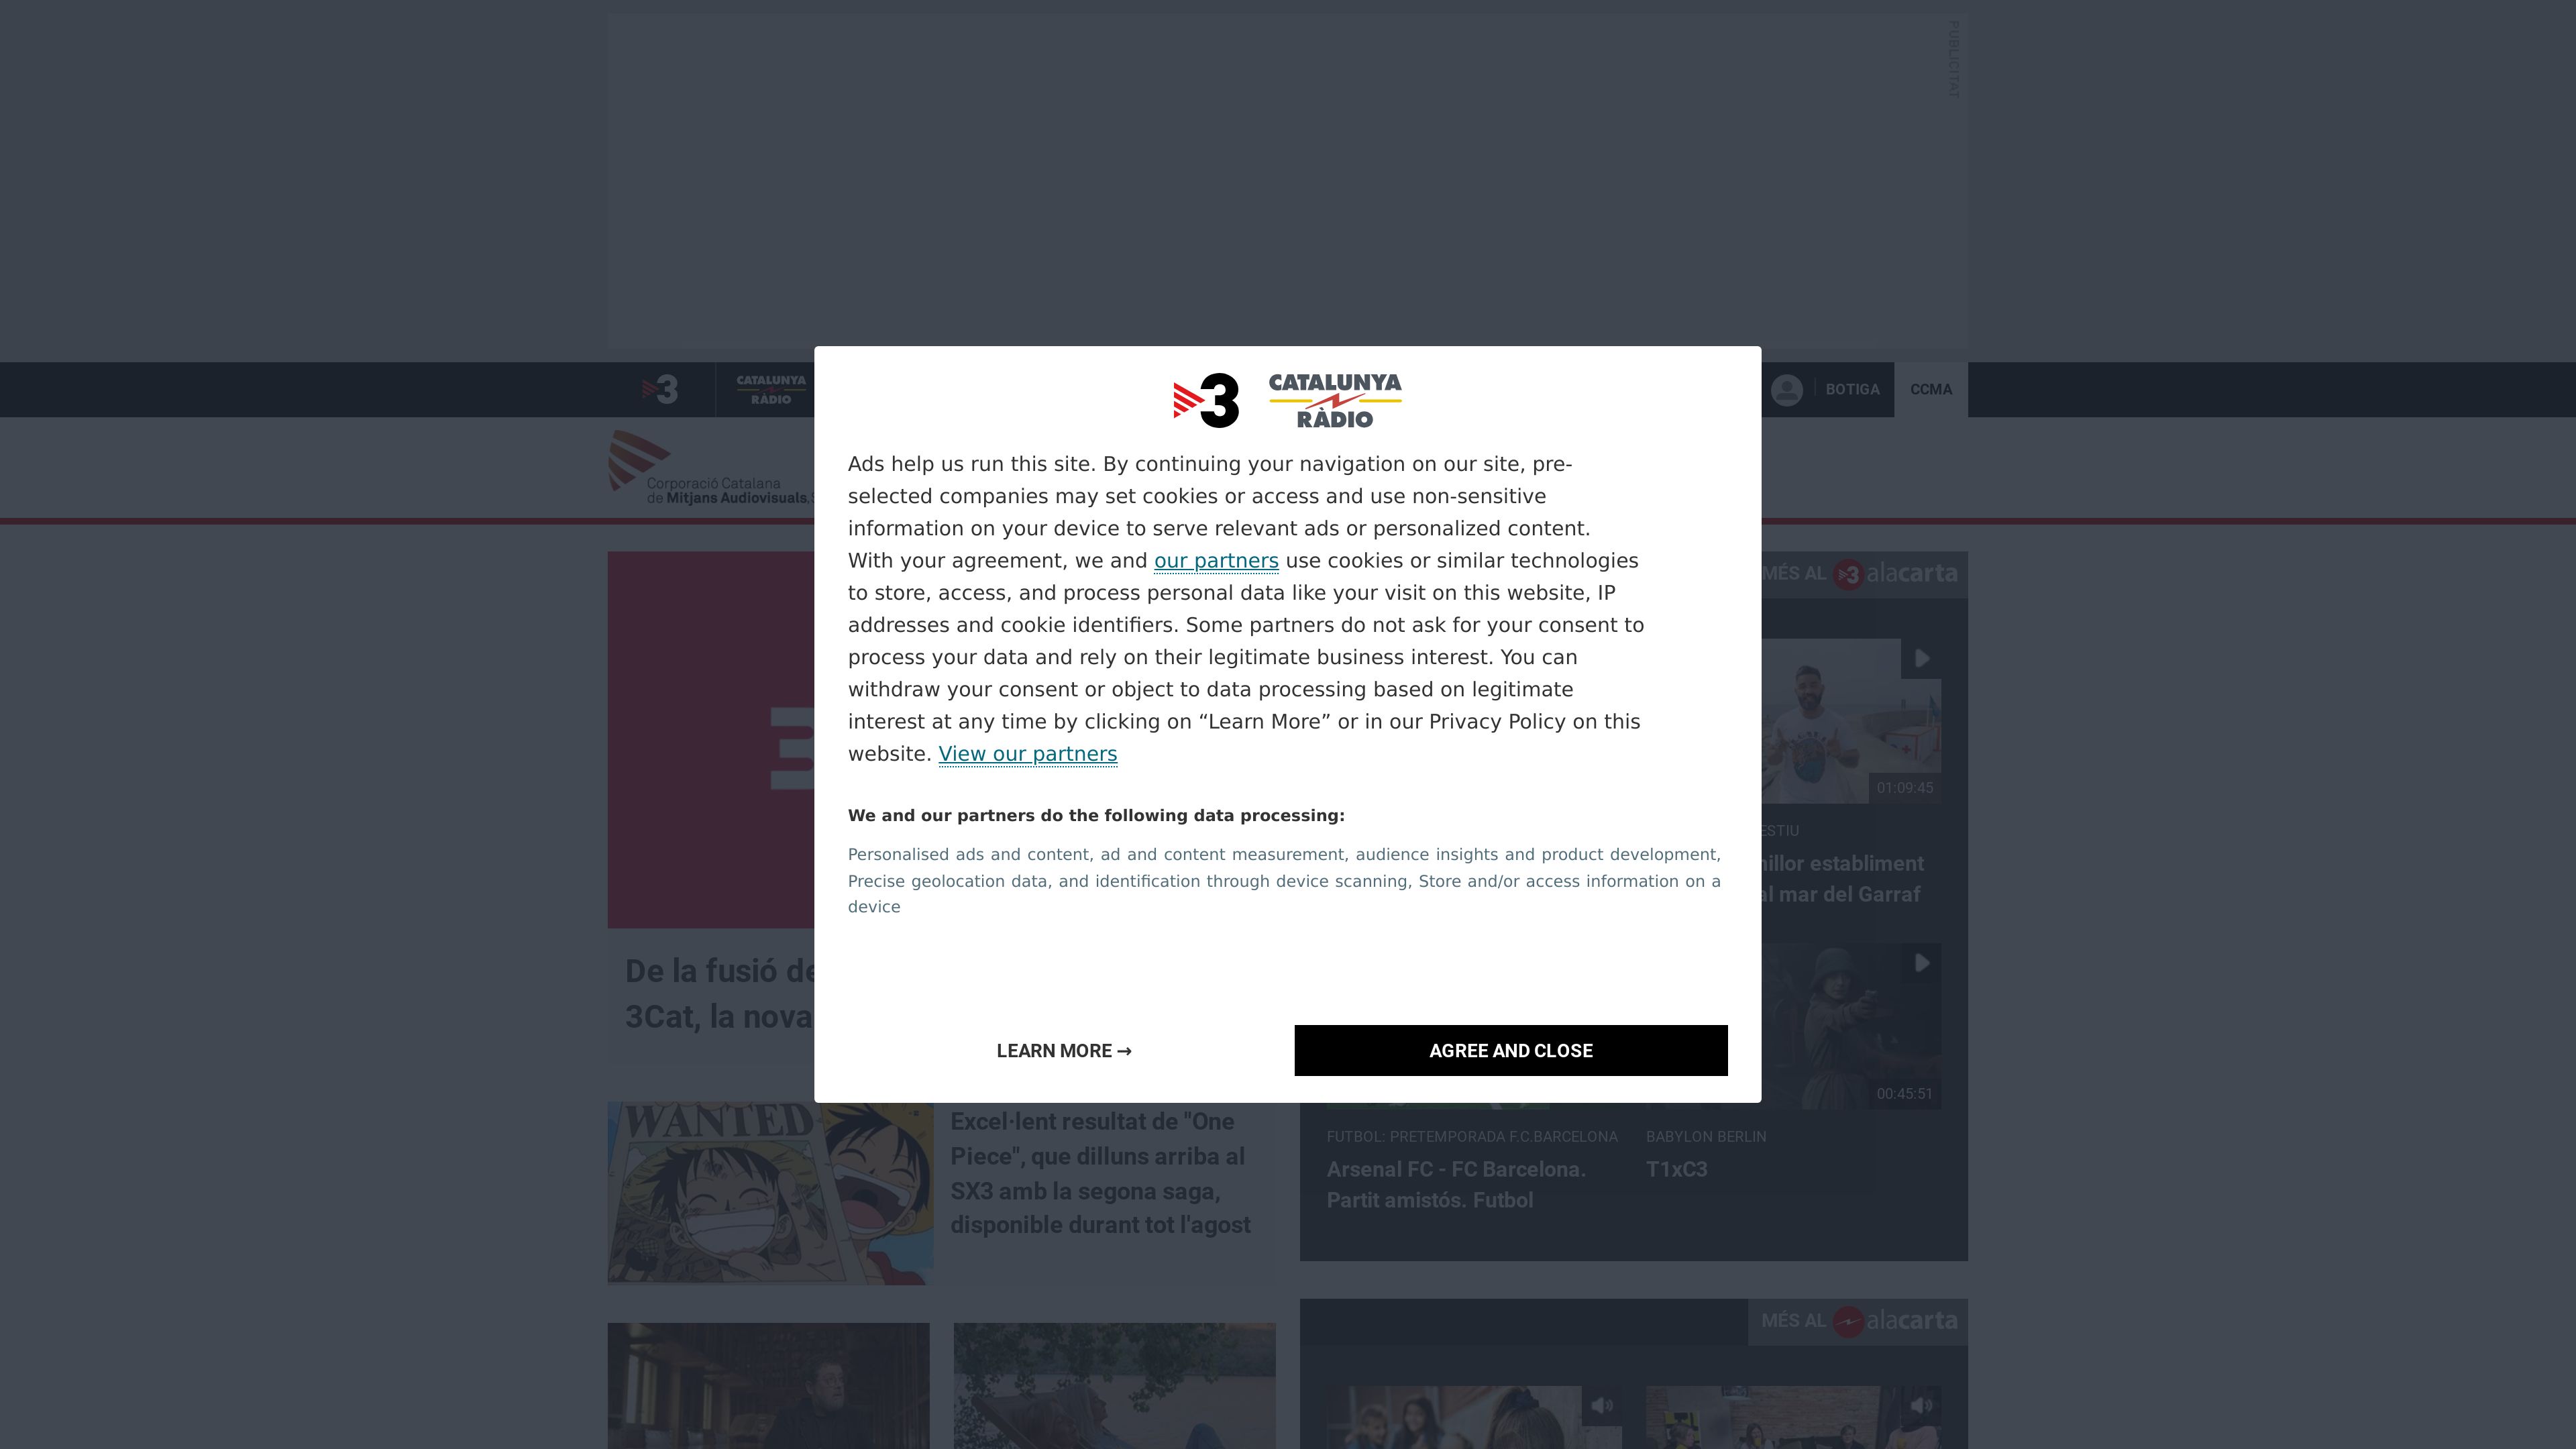 PUBLICITAT
3
CATALUNYA
RÀDIO
BOTIGA
CCMA
Corporació Catalana
de Mitjans Audiovisuals.
3
CATALUNYA
RÀDIO
Ads help us run this site. By continuing your navigation on our site, pre-
selected companies may set cookies or access and use non-sensitive
information on your device to serve relevant ads or personalized content.
With your agreement, we and our partners use cookies or similar technologies
to store, access, and process personal data like your visit on this website, IP
addresses and cookie identifiers. Some partners do not ask for your consent to
process your data and rely on their legitimate business interest. You can
withdraw your consent or object to data processing based on legitimate
interest at any time by clicking on “Learn More” or in our Privacy Policy on this
website. View our partners
We and our partners do the following data processing:
Personalised ads and content, ad and content measurement, audience insights and product development,
Precise geolocation data, and identification through device scanning, Store and/or access information on a
device
LEARN MORE →
AGREE AND CLOSE
De la fusió de
3Cat, la nova
WANTED
Excel·lent resultat de "One
Piece", que dilluns arriba al
SX3 amb la segona saga,
disponible durant tot l'agost
MÉS AL 3 alacarta
01:09:45
ESTIU
millor establiment
al mar del Garraf
00:45:51
FUTBOL: PRETEMPORADA F.C.BARCELONA
Arsenal FC - FC Barcelona.
Partit amistós. Futbol
BABYLON BERLIN
T1xC3
MÉS AL alacarta